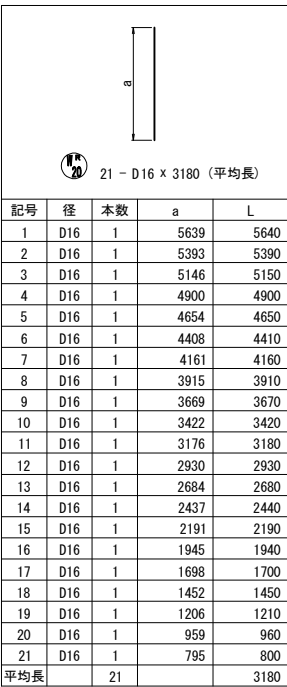 a
WR
20
21 - D16 x 3180 (平均長)
記号 径 本数 a L
1 D16 1 5639 5640
2 D16 1 5393 5390
3 D16 1 5146 5150
4 D16 1 4900 4900
5 D16 1 4654 4650
6 D16 1 4408 4410
7 D16 1 4161 4160
8 D16 1 3915 3910
9 D16 1 3669 3670
10 D16 1 3422 3420
11 D16 1 3176 3180
12 D16 1 2930 2930
13 D16 1 2684 2680
14 D16 1 2437 2440
15 D16 1 2191 2190
16 D16 1 1945 1940
17 D16 1 1698 1700
18 D16 1 1452 1450
19 D16 1 1206 1210
20 D16 1 959 960
21 D16 1 795 800
平均長 21 3180